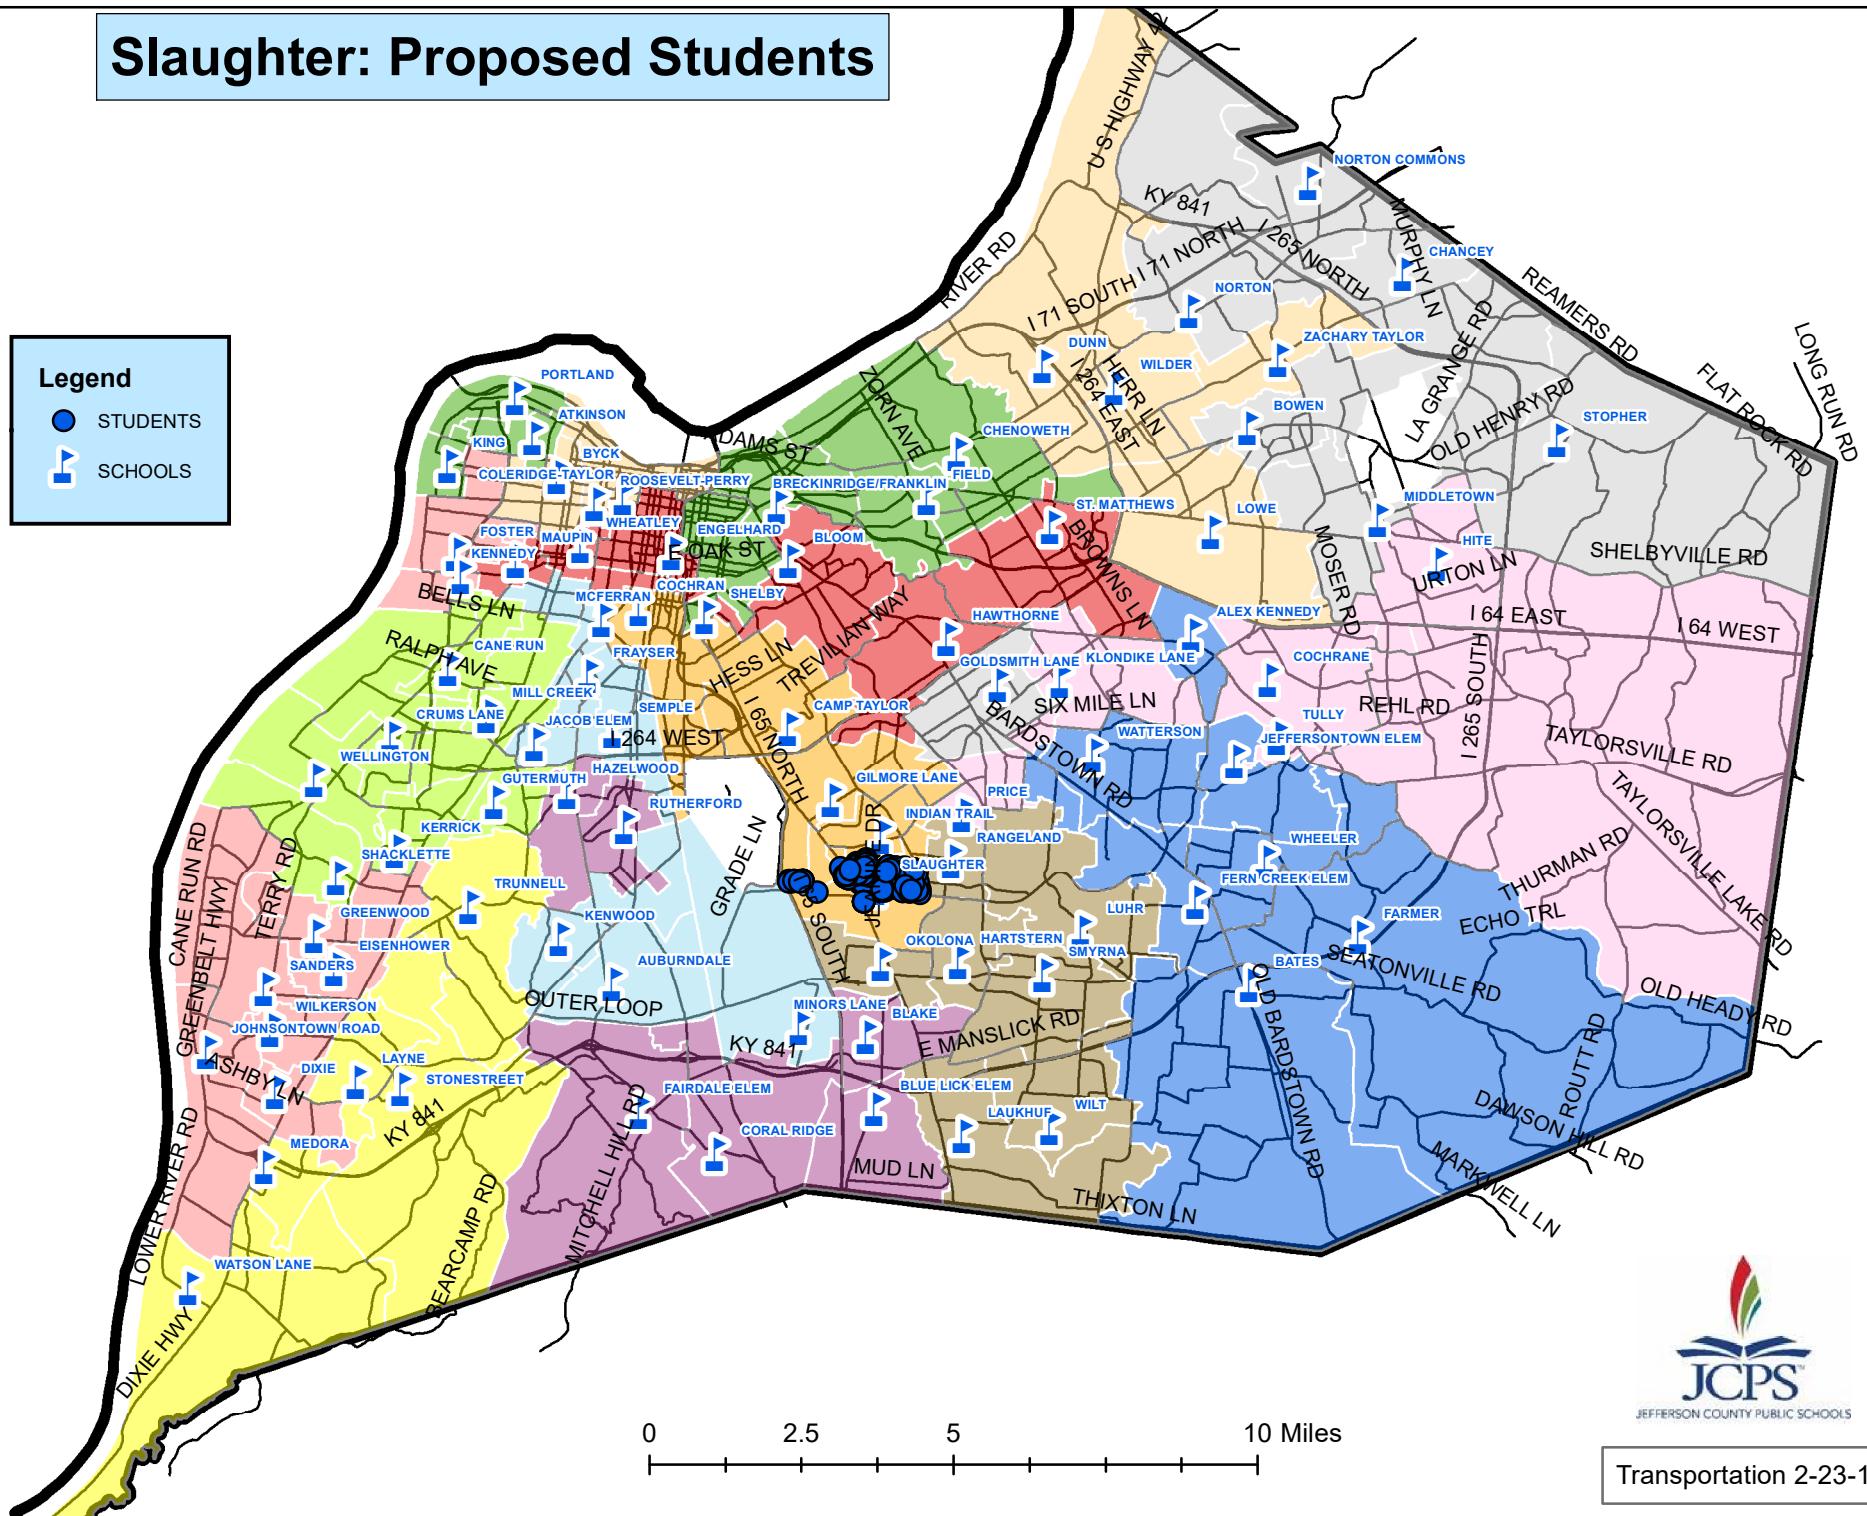 Slaughter: Proposed Students
U S HIGHWAY 42
NORTON COMMONS
KY 841
MURPHY LN
I 265 NORTH
I 71 NORTH
CHANCEY
RIVER RD
REAMERS RD
I 71 SOUTH
NORTON
LONG RUN RD
Legend
STUDENTS
SCHOOLS
DUNN
ZACHARY TAYLOR
LA GRANGE RD
WILDER
HERR LN
I 264 EAST
FLAT ROCK RD
PORTLAND
ZORN AVE
BOWEN
OLD HENRY RD
STOPHER
ATKINSON
ADAMS ST
CHENOWETH
KING
BYCK
COLERIDGE-TAYLOR
ROOSEVELT-PERRY
BRECKINRIDGE/FRANKLIN
FIELD
ST. MATTHEWS
LOWE
MIDDLETOWN
FOSTER
WHEATLEY
ENGELHARD
BLOOM
BROWNS LN
MOSER RD
HITE
SHELBYVILLE RD
KENNEDY
MAUPIN
E OAK ST
URTON LN
BELLS LN
MCFERRAN
COCHRAN
SHELBY
TREVILIAN WAY
HAWTHORNE
ALEX KENNEDY
I 64 EAST
I 64 WEST
RALPH AVE
CANE RUN
FRAYSER
HESS LN
GOLDSMITH LANE
KLONDIKE LANE
COCHRANE
I 265 SOUTH
MILL CREEK
SEMPLE
I 65 NORTH
CAMP TAYLOR
BARDSTOWN RD
SIX MILE LN
REHL RD
CRUMS LANE
JACOB ELEM
I 264 WEST
WATTERSON
TULLY
JEFFERSONTOWN ELEM
TAYLORSVILLE RD
WELLINGTON
GUTERMUTH
HAZELWOOD
GILMORE LANE
PRICE
TAYLORSVILLE LAKE RD
RUTHERFORD
GRADE LN
INDIAN TRAIL
CANE RUN RD
KERRICK
RANGELAND
WHEELER
THURMAN RD
TERRY RD
SHACKLETTE
SLAUGHTER
FERN CREEK ELEM
GREENBELT HWY
TRUNNELL
I 65 SOUTH
GREENWOOD
KENWOOD
LUHR
FARMER
ECHO TRL
EISENHOWER
OKOLONA
HARTSTERN
SMYRNA
SANDERS
AUBURNDALE
BATES
SEATONVILLE RD
OLD HEADY RD
WILKERSON
OUTER LOOP
MINORS LANE
BLAKE
JOHNSONTOWN ROAD
KY 841
E MANSLICK RD
OLD BARDSTOWN RD
ROUTT RD
ASHBY LN
DIXIE
LAYNE
STONESTREET
FAIRDALE ELEM
BLUE LICK ELEM
WILT
DAWSON HILL RD
KY 841
MITCHELL HILL RD
CORAL RIDGE
LAUKHUF
LOWER RIVER RD
MEDORA
MUD LN
MARKWELL LN
BEARCAMP RD
THIXTON LN
WATSON LANE
DIXIE HWY
0 2.5 5 10 Miles
JCPS
JEFFERSON COUNTY PUBLIC SCHOOLS
Transportation 2-23-1